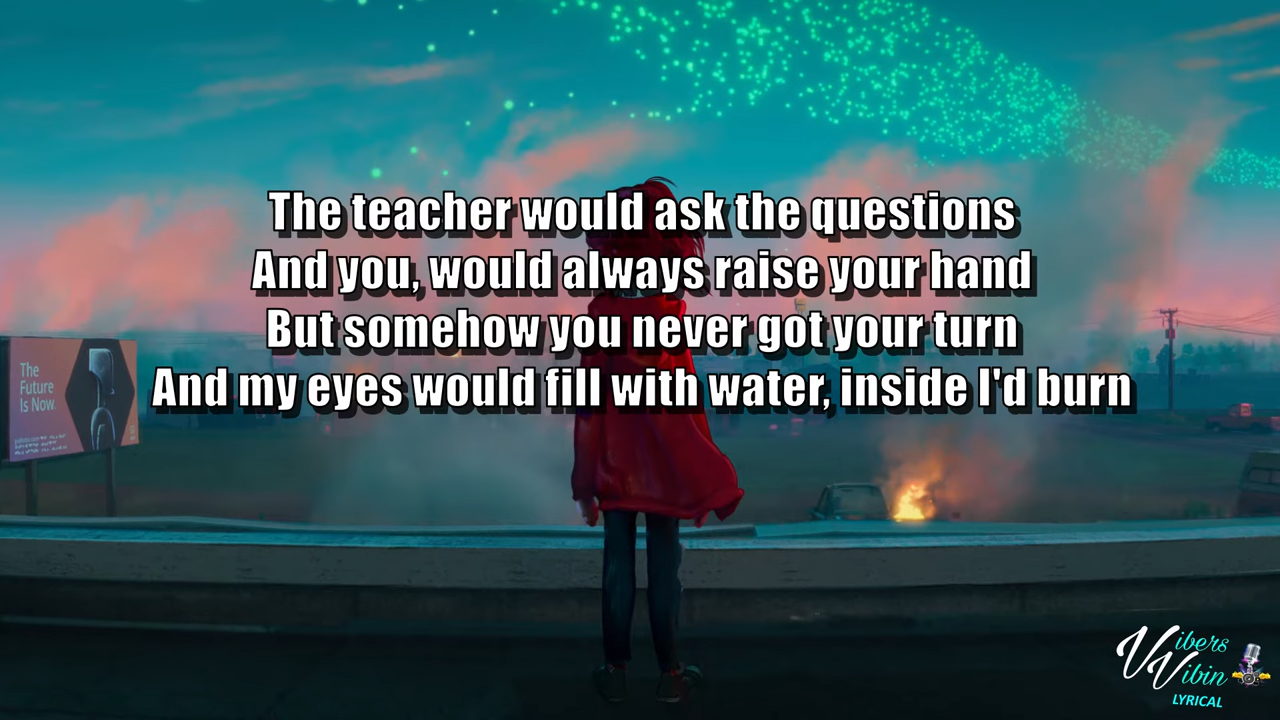 The teacher would ask the questions
And you, would always raise your hand
But somehow you never got your turn
And my eyes would fill with water, inside I'd burn
The
Future
Is Now.
Vibers
Vibin
LYRICAL